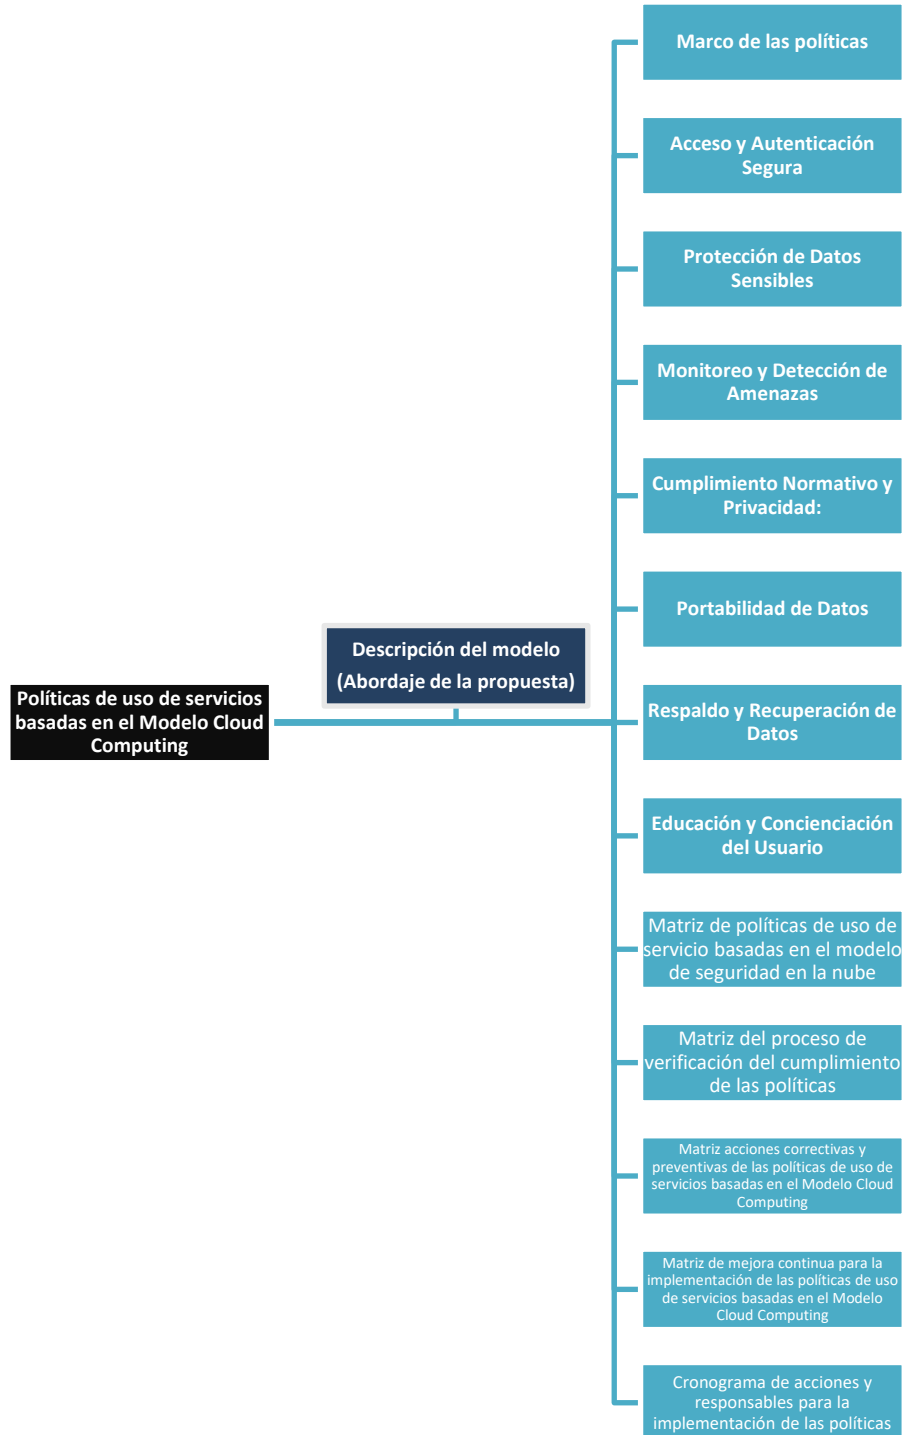 Políticas de uso de servicios
basadas en el Modelo Cloud
Computing
Descripción del modelo
(Abordaje de la propuesta)
Marco de las políticas
Acceso y Autenticación
Segura
Protección de Datos
Sensibles
Monitoreo y Detección de
Amenazas
Cumplimiento Normativo y
Privacidad:
Portabilidad de Datos
Respaldo y Recuperación de
Datos
Educación y Concienciación
del Usuario
Matriz de políticas de uso de
servicio basadas en el modelo
de seguridad en la nube
Matriz del proceso de
verificación del cumplimiento
de las políticas
Matriz acciones correctivas y
preventivas de las políticas de uso de
servicios basadas en el Modelo Cloud
Computing
Matriz de mejora continua para la
implementación de las políticas de uso
de servicios basadas en el Modelo
Cloud Computing
Cronograma de acciones y
responsables para la
implementación de las políticas